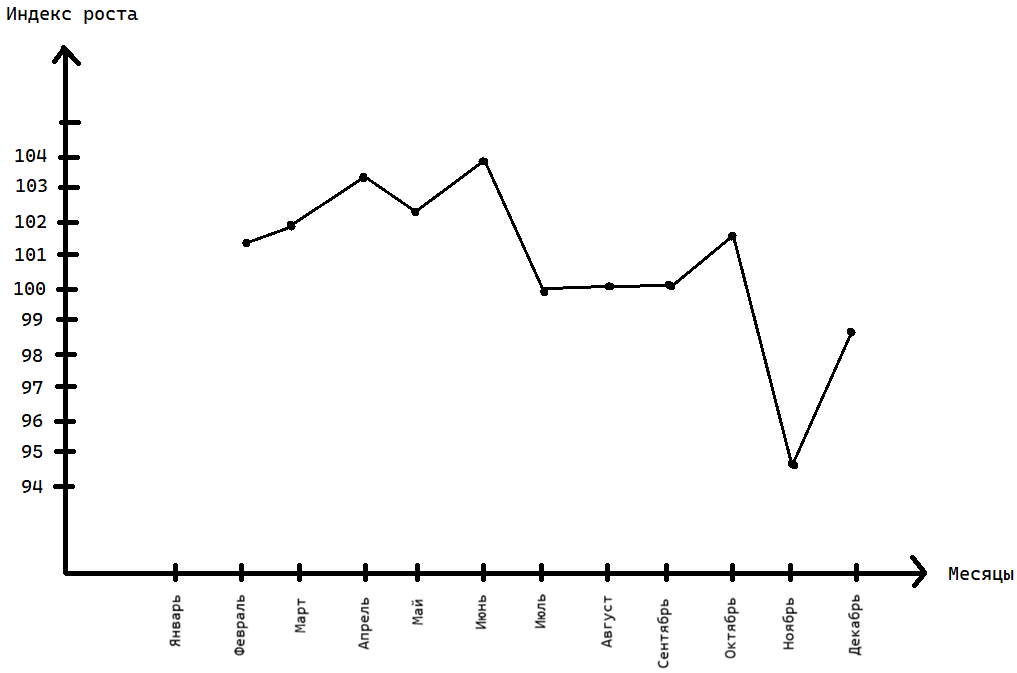 Индекс роста
104
103
102
101
100
99
98
97
96
95
94
Месяцы
Январь
Февраль
Март
Апрель
Май
Июнь
Июль
Август
Сентябрь
Октябрь
Ноябрь
Декабрь